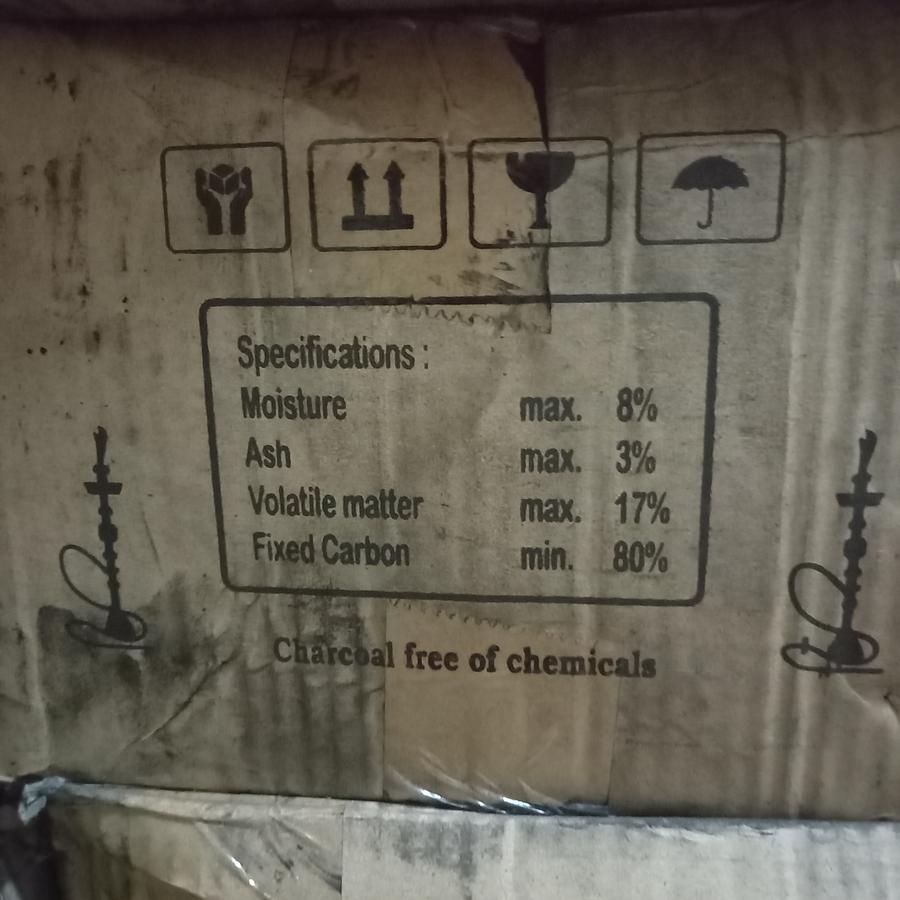 Specifications :
Moisture max. 8%
Ash max. 3%
Volatile matter max. 17%
Fixed Carbon min. 80%
Charcoal free of chemicals